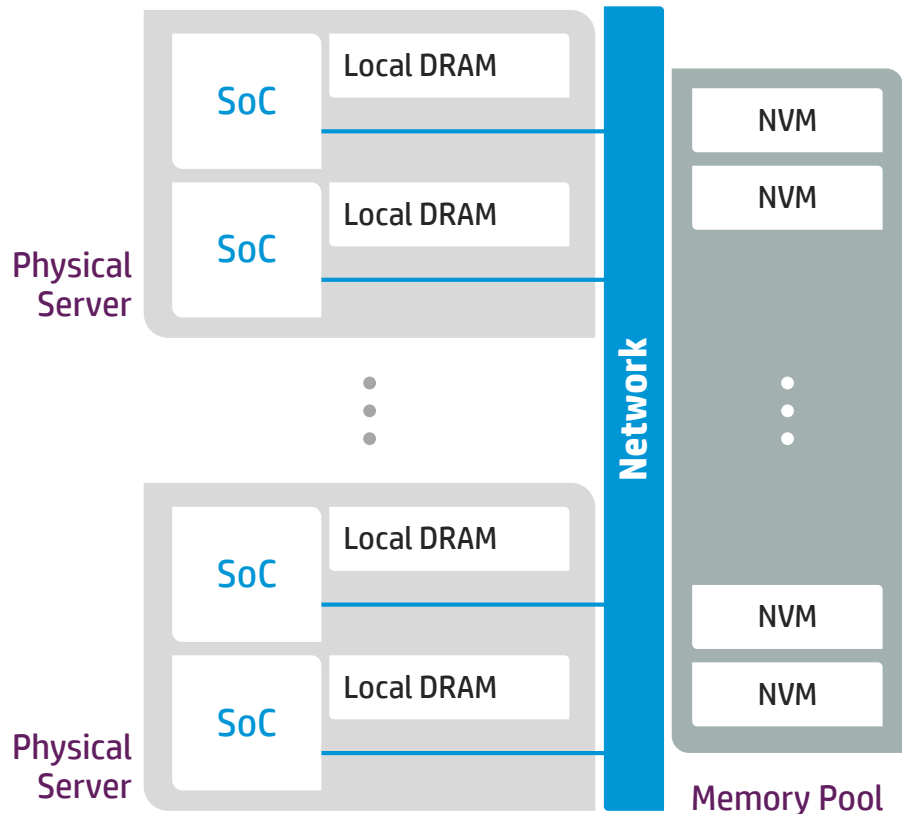 SoC
Local DRAM
SoC
Local DRAM
Physical
Server
SoC
Local DRAM
SoC
Local DRAM
Physical
Server
Network
NVM
NVM
NVM
NVM
Memory Pool